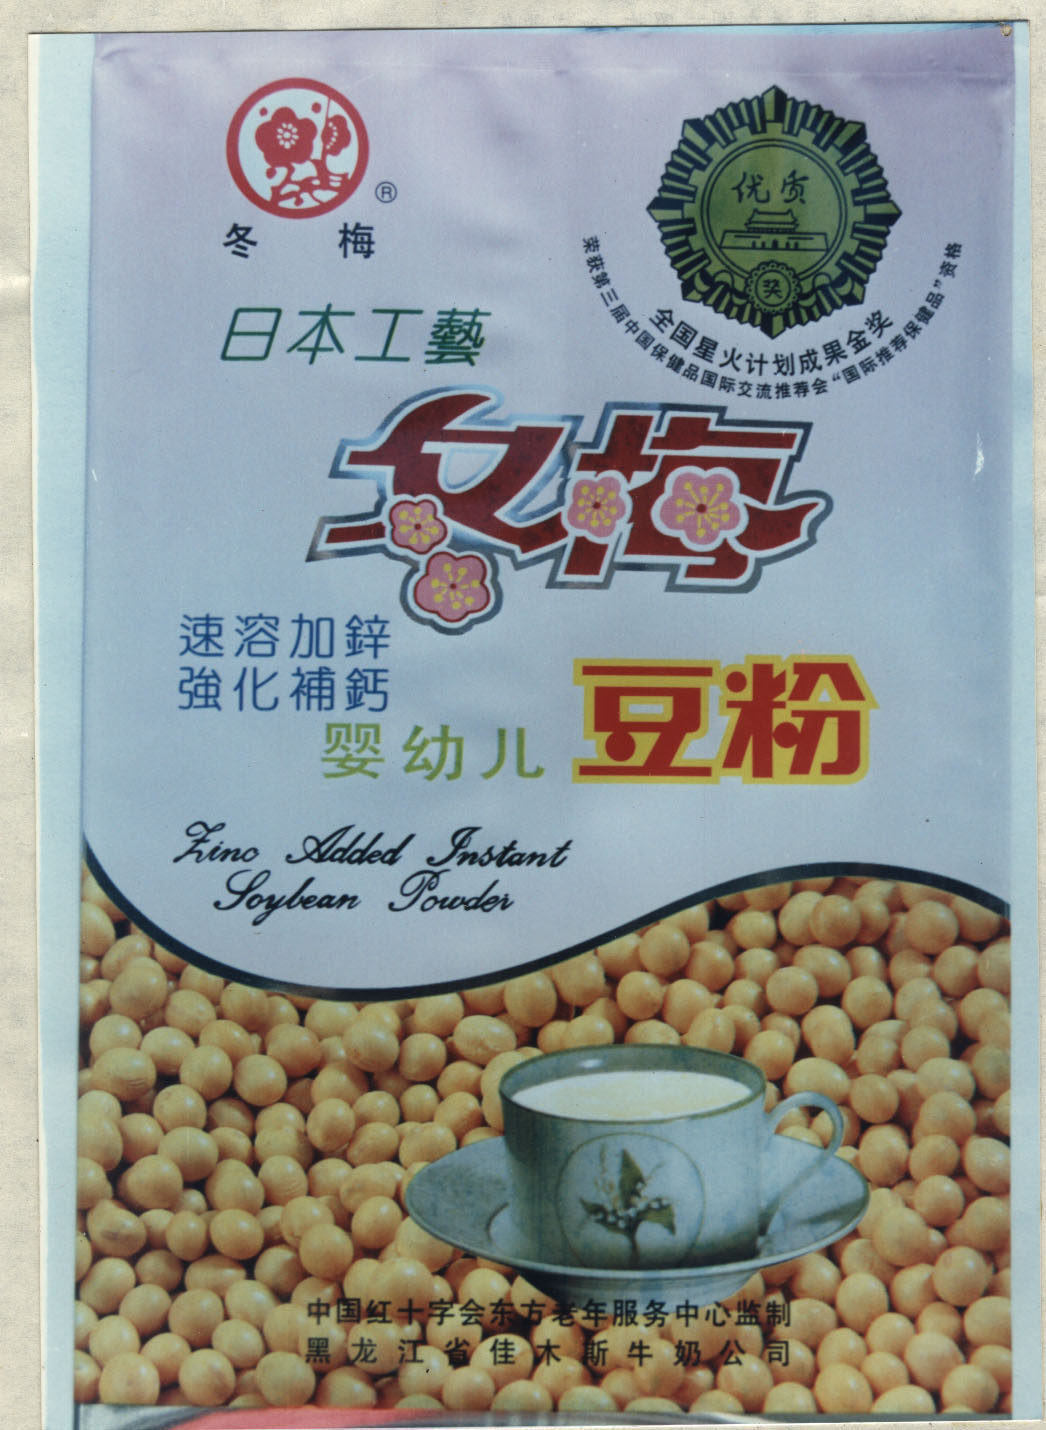 冬 梅
®
优质
奖
全国星火计划成果金奖
荣获第三届中国保健品国际交流推荐会“国际推荐保健品”资格
日本工藝
冬梅
速溶加鋅
強化補鈣
婴幼儿 豆粉
Zinc Added Instant
Soybean Powder
中国红十字会东方老年服务中心监制
黑龙江省佳木斯牛奶公司